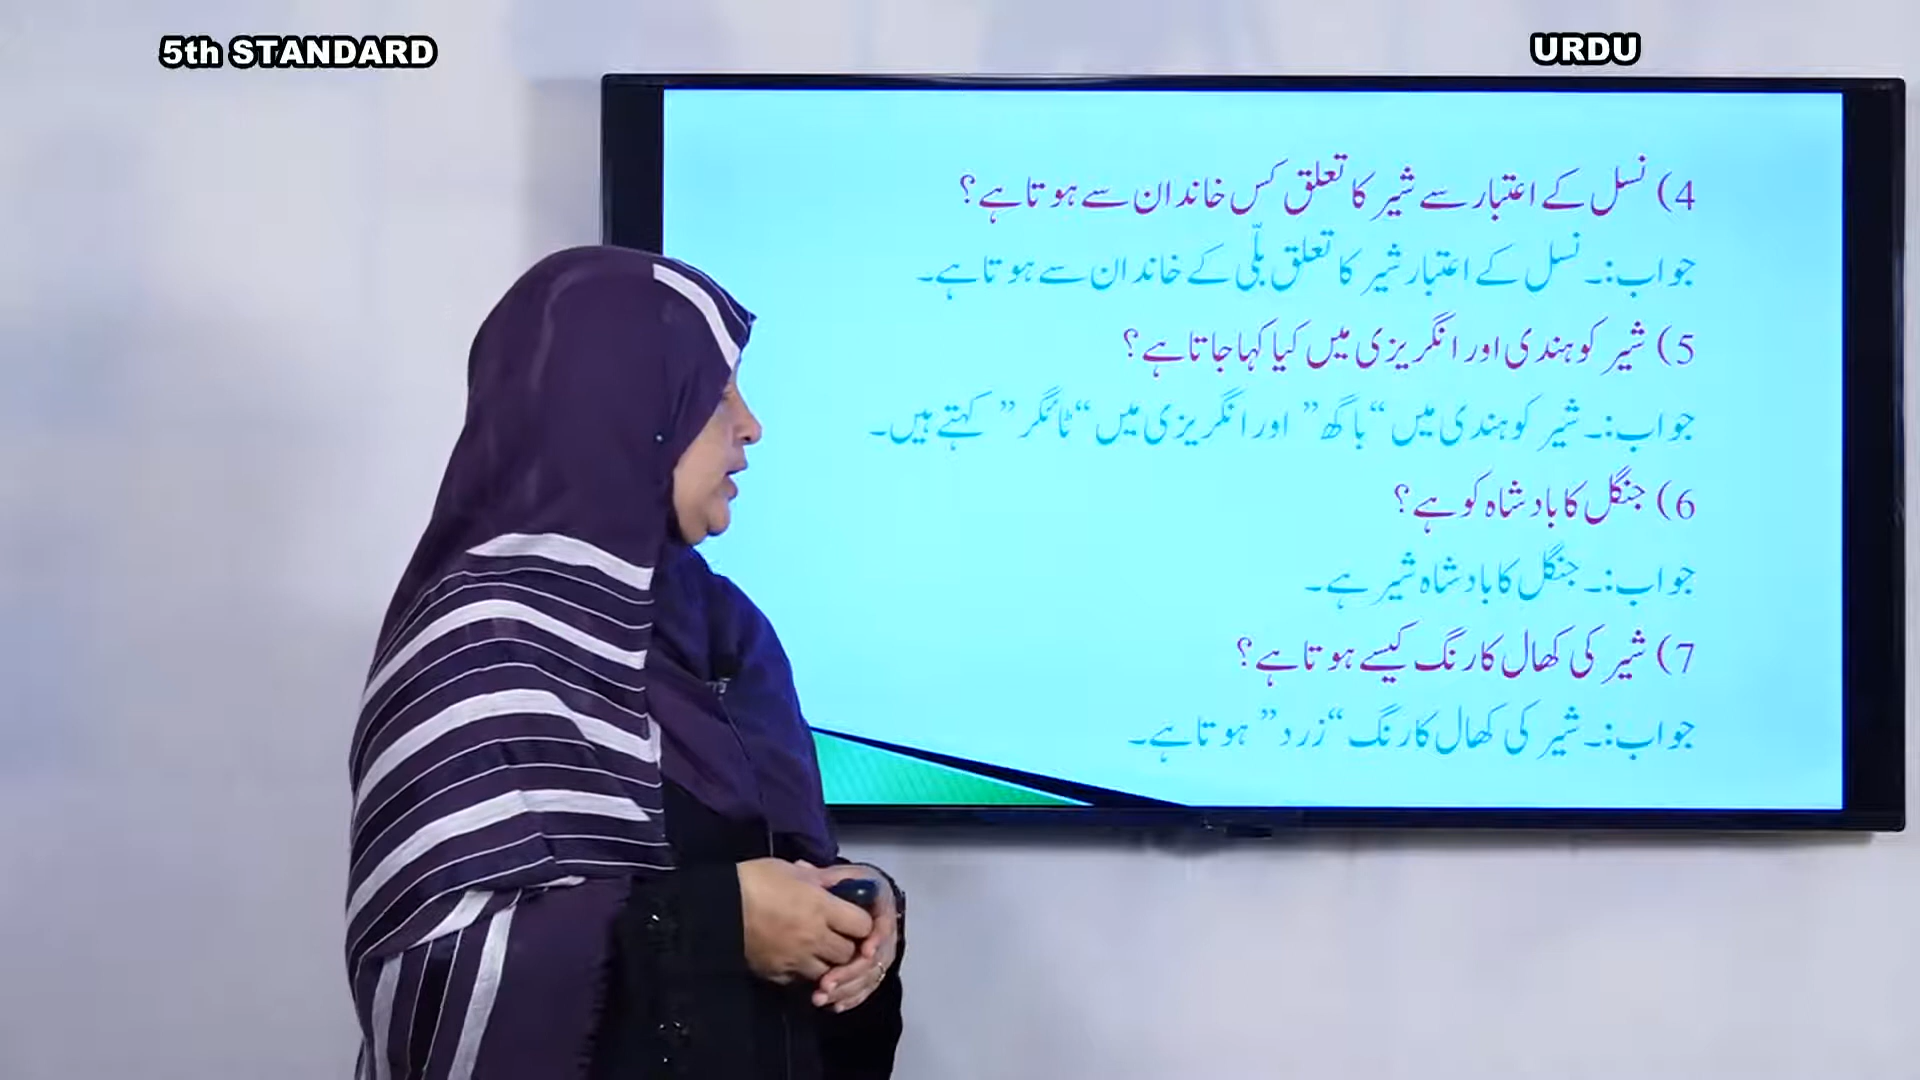 5th STANDARD
URDU
4) نسل کے اعتبار سے شیر کا تعلق کس خاندان سے ہوتا ہے؟
جواب:۔ نسل کے اعتبار شیر کا تعلق بلّی کے خاندان سے ہوتا ہے۔
5) شیر کو ہندی اور انگریزی میں کیا کہا جاتا ہے؟
جواب:۔ شیر کو ہندی میں “باگھ” اور انگریزی میں “ٹائگر” کہتے ہیں۔
6) جنگل کا بادشاہ کو ہے؟
جواب:۔ جنگل کا بادشاہ شیر ہے۔
7) شیر کی کھال کا رنگ کیسے ہوتا ہے؟
جواب:۔ شیر کی کھال کا رنگ “زرد” ہوتا ہے۔